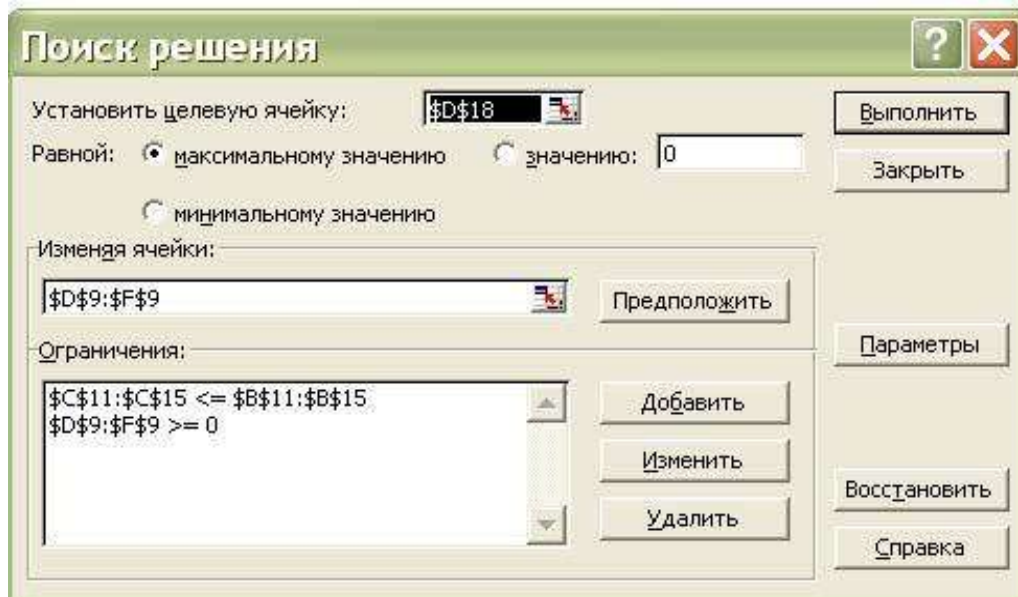 Поиск решения
Установить целевую ячейку: $D$18
Выполнить
Равной: максимальному значению значению: 0
Закрыть
минимальному значению
Изменяя ячейки:
$D$9:$F$9
Предположить
Ограничения:
Параметры
$C$11:$C$15 <= $B$11:$B$15
$D$9:$F$9 >= 0
Добавить
Изменить
Восстановить
Удалить
Справка